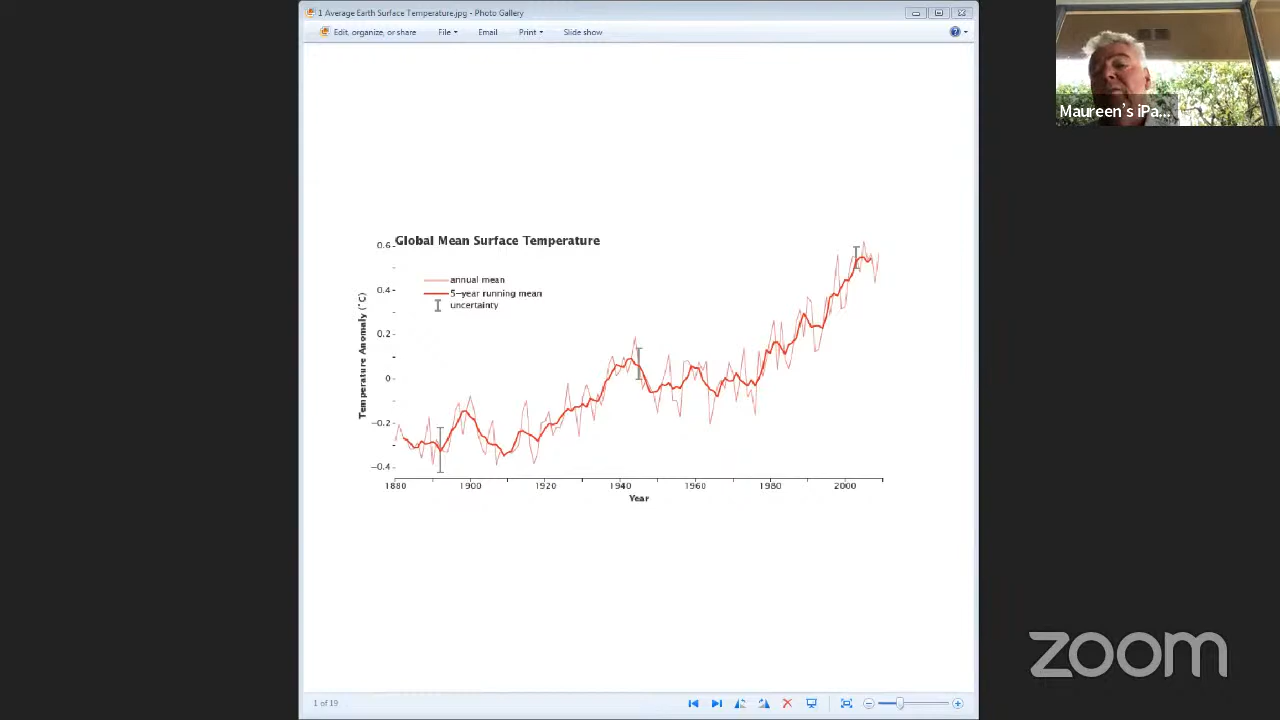 1 Average Earth Surface Temperature.jpg - Photo Gallery
Edit, organize, or share File Email Print Slide show
Maureen's iPa...
Global Mean Surface Temperature
annual mean
5-year running mean
uncertainty
Temperature Anomaly (°C)
0.6
0.4
0.2
0
-0.2
-0.4
1880 1900 1920 1940 1960 1980 2000
Year
zoom
1 of 19